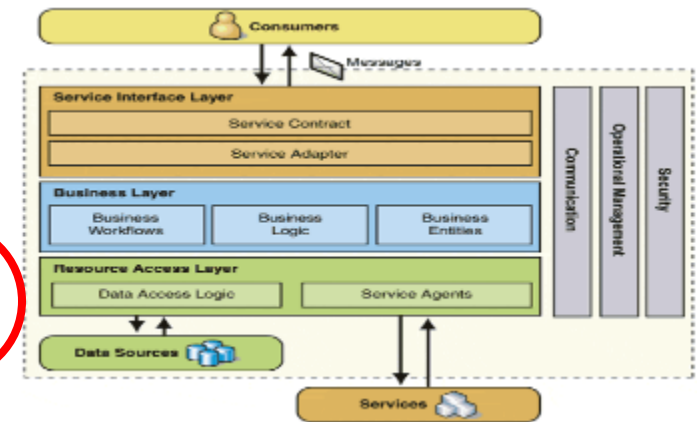 Consumers
Messages
Service Interface Layer
Service Contract
Service Adapter
Business Layer
Business
Workflows
Business
Logic
Business
Entities
Resource Access Layer
Data Access Logic
Service Agents
Data Sources
Services
Communication
Operational Management
Security